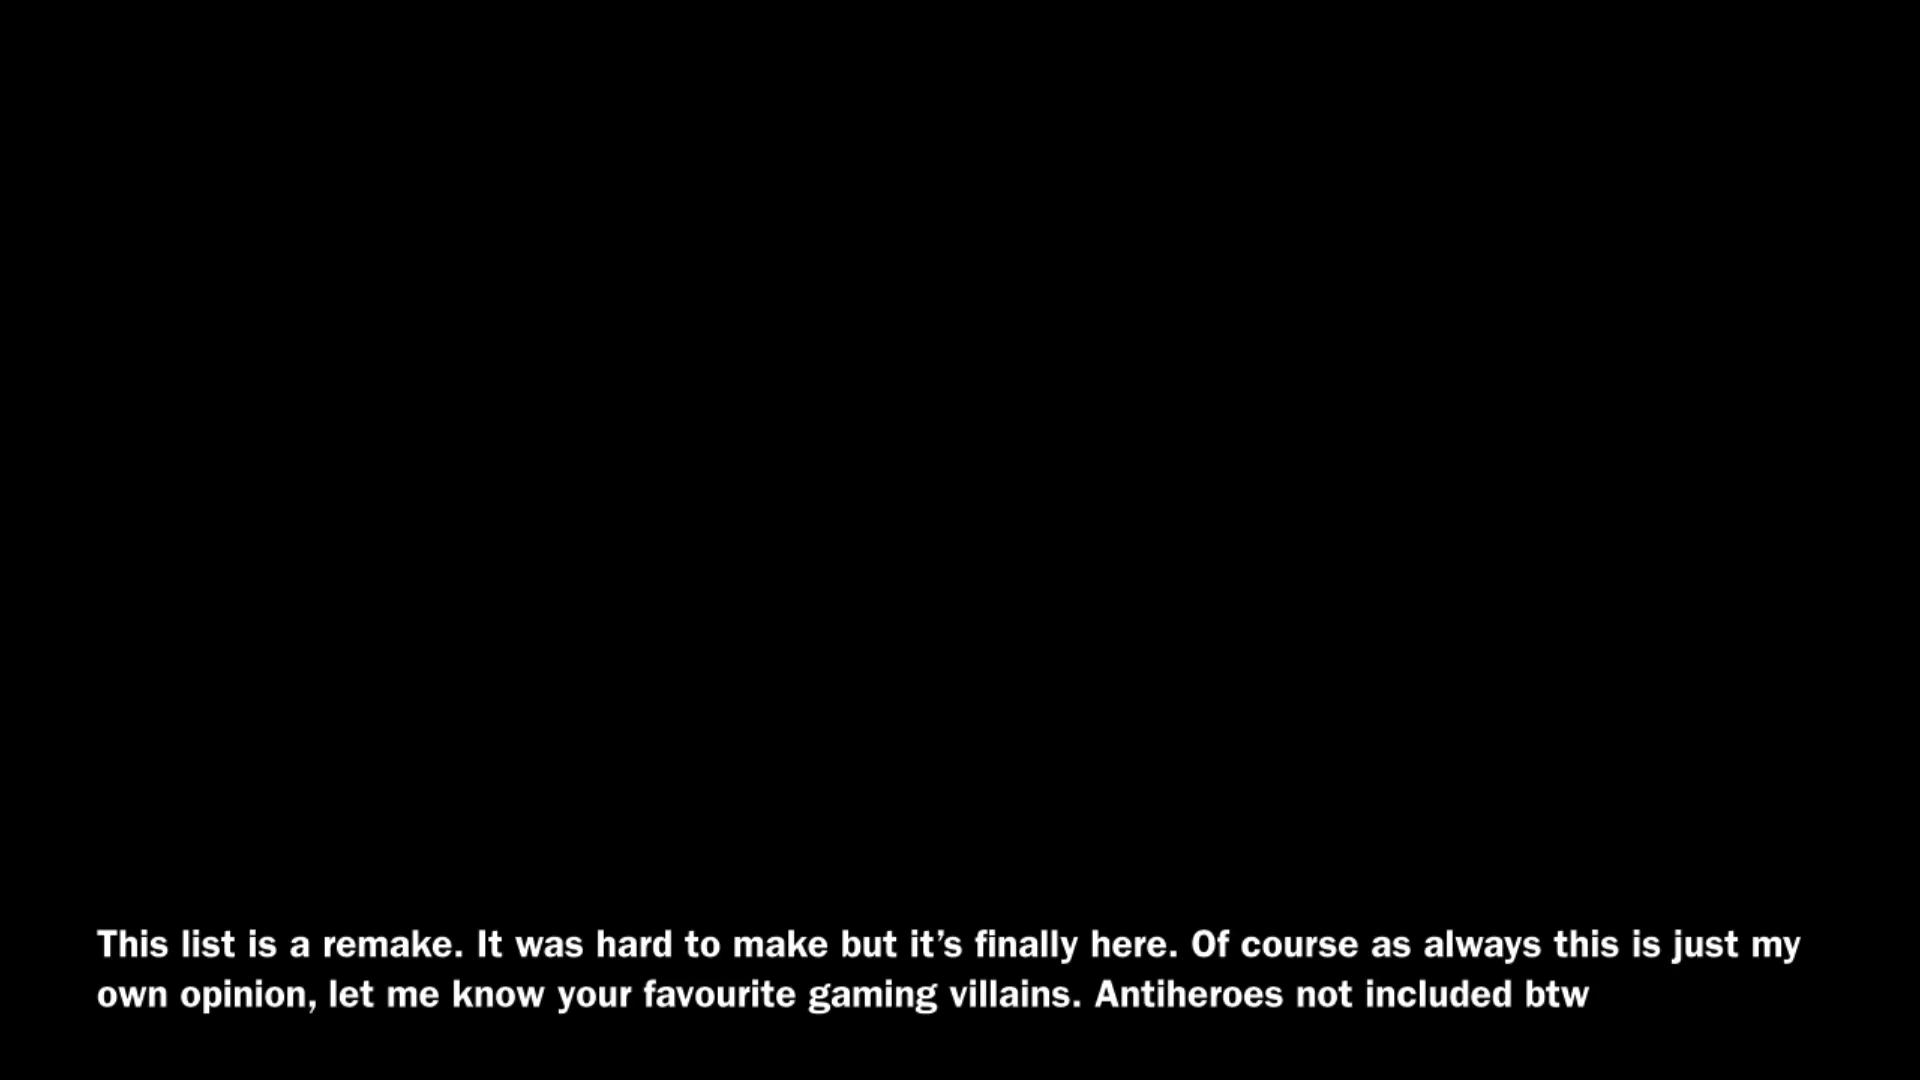 This list is a remake. It was hard to make but it’s finally here. Of course as always this is just my
own opinion, let me know your favourite gaming villains. Antiheroes not included btw